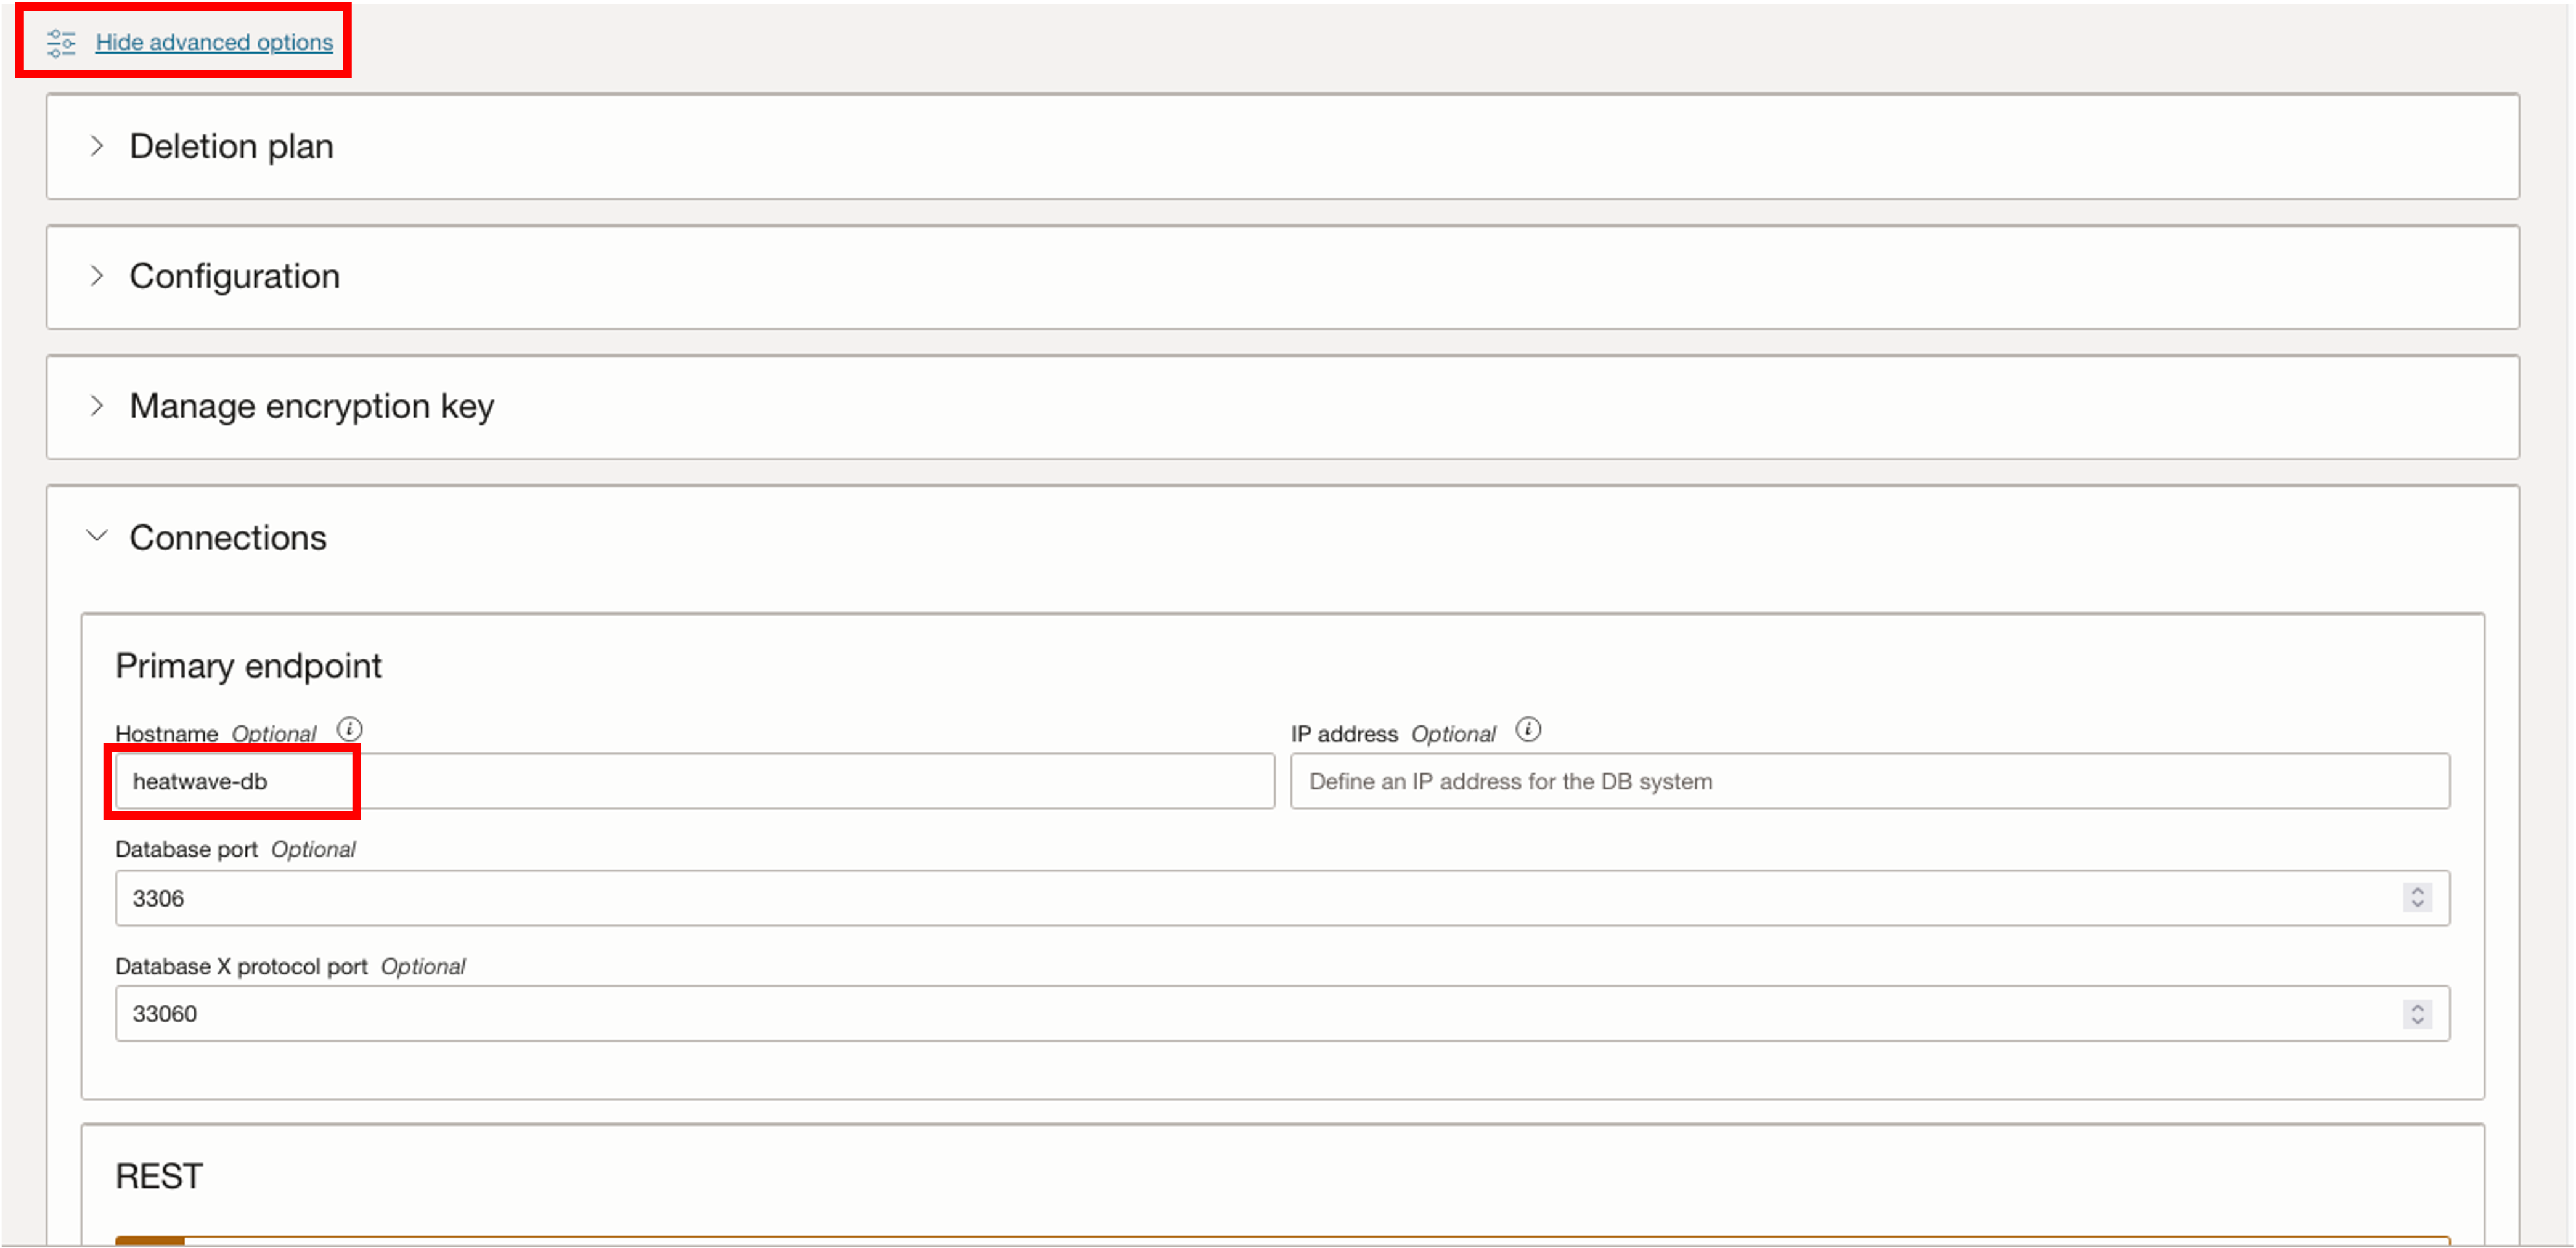 Hide advanced options
Deletion plan
Configuration
Manage encryption key
Connections
Primary endpoint
Hostname Optional
IP address Optional
heatwave-db
Define an IP address for the DB system
Database port Optional
3306
Database X protocol port Optional
33060
REST